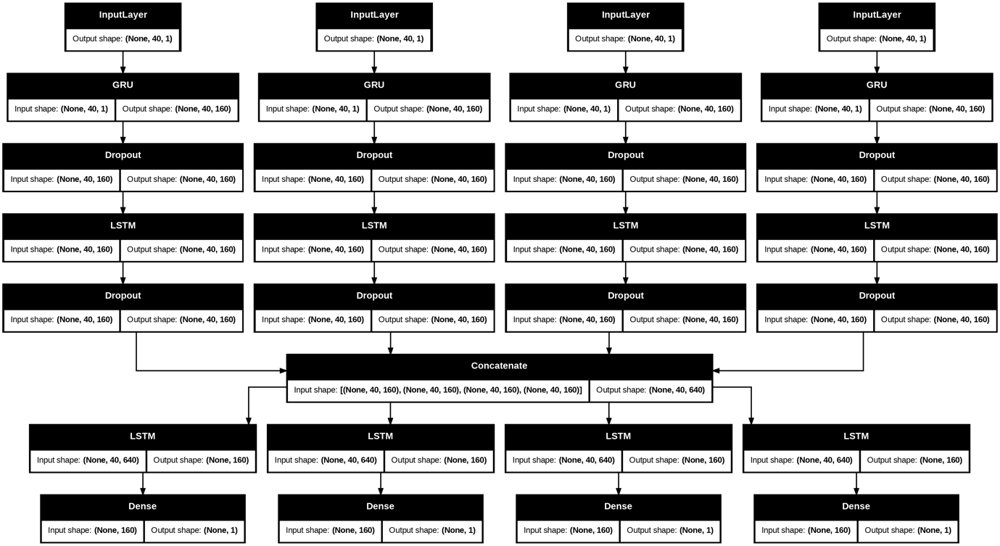 InputLayer InputLayer InputLayer InputLayer
Output shape: (None, 40, 1) Output shape: (None, 40, 1) Output shape: (None, 40, 1) Output shape: (None, 40, 1)
GRU GRU GRU GRU
Input shape: (None, 40, 1) Output shape: (None, 40, 160) Input shape: (None, 40, 1) Output shape: (None, 40, 160) Input shape: (None, 40, 1) Output shape: (None, 40, 160) Input shape: (None, 40, 1) Output shape: (None, 40, 160)
Dropout Dropout Dropout Dropout
Input shape: (None, 40, 160) Output shape: (None, 40, 160) Input shape: (None, 40, 160) Output shape: (None, 40, 160) Input shape: (None, 40, 160) Output shape: (None, 40, 160) Input shape: (None, 40, 160) Output shape: (None, 40, 160)
LSTM LSTM LSTM LSTM
Input shape: (None, 40, 160) Output shape: (None, 40, 160) Input shape: (None, 40, 160) Output shape: (None, 40, 160) Input shape: (None, 40, 160) Output shape: (None, 40, 160) Input shape: (None, 40, 160) Output shape: (None, 40, 160)
Dropout Dropout Dropout Dropout
Input shape: (None, 40, 160) Output shape: (None, 40, 160) Input shape: (None, 40, 160) Output shape: (None, 40, 160) Input shape: (None, 40, 160) Output shape: (None, 40, 160) Input shape: (None, 40, 160) Output shape: (None, 40, 160)
Concatenate
Input shape: [(None, 40, 160), (None, 40, 160), (None, 40, 160), (None, 40, 160)] Output shape: (None, 40, 640)
LSTM LSTM LSTM LSTM
Input shape: (None, 40, 640) Output shape: (None, 160) Input shape: (None, 40, 640) Output shape: (None, 160) Input shape: (None, 40, 640) Output shape: (None, 160) Input shape: (None, 40, 640) Output shape: (None, 160)
Dense Dense Dense Dense
Input shape: (None, 160) Output shape: (None, 1) Input shape: (None, 160) Output shape: (None, 1) Input shape: (None, 160) Output shape: (None, 1) Input shape: (None, 160) Output shape: (None, 1)